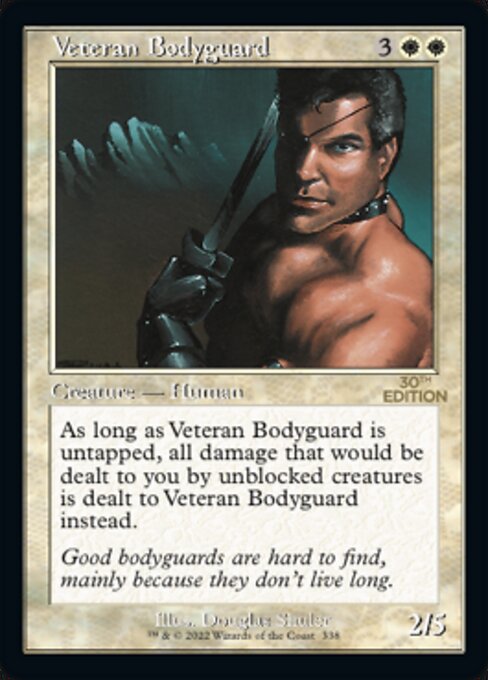 Veteran Bodyguard 3
Creature — Human
30TH
EDITION
As long as Veteran Bodyguard is
untapped, all damage that would be
dealt to you by unblocked creatures
is dealt to Veteran Bodyguard
instead.
Good bodyguards are hard to find,
mainly because they don't live long.
Illus. Douglas Shuler
™ & © 2022 Wizards of the Coast 338
2/5